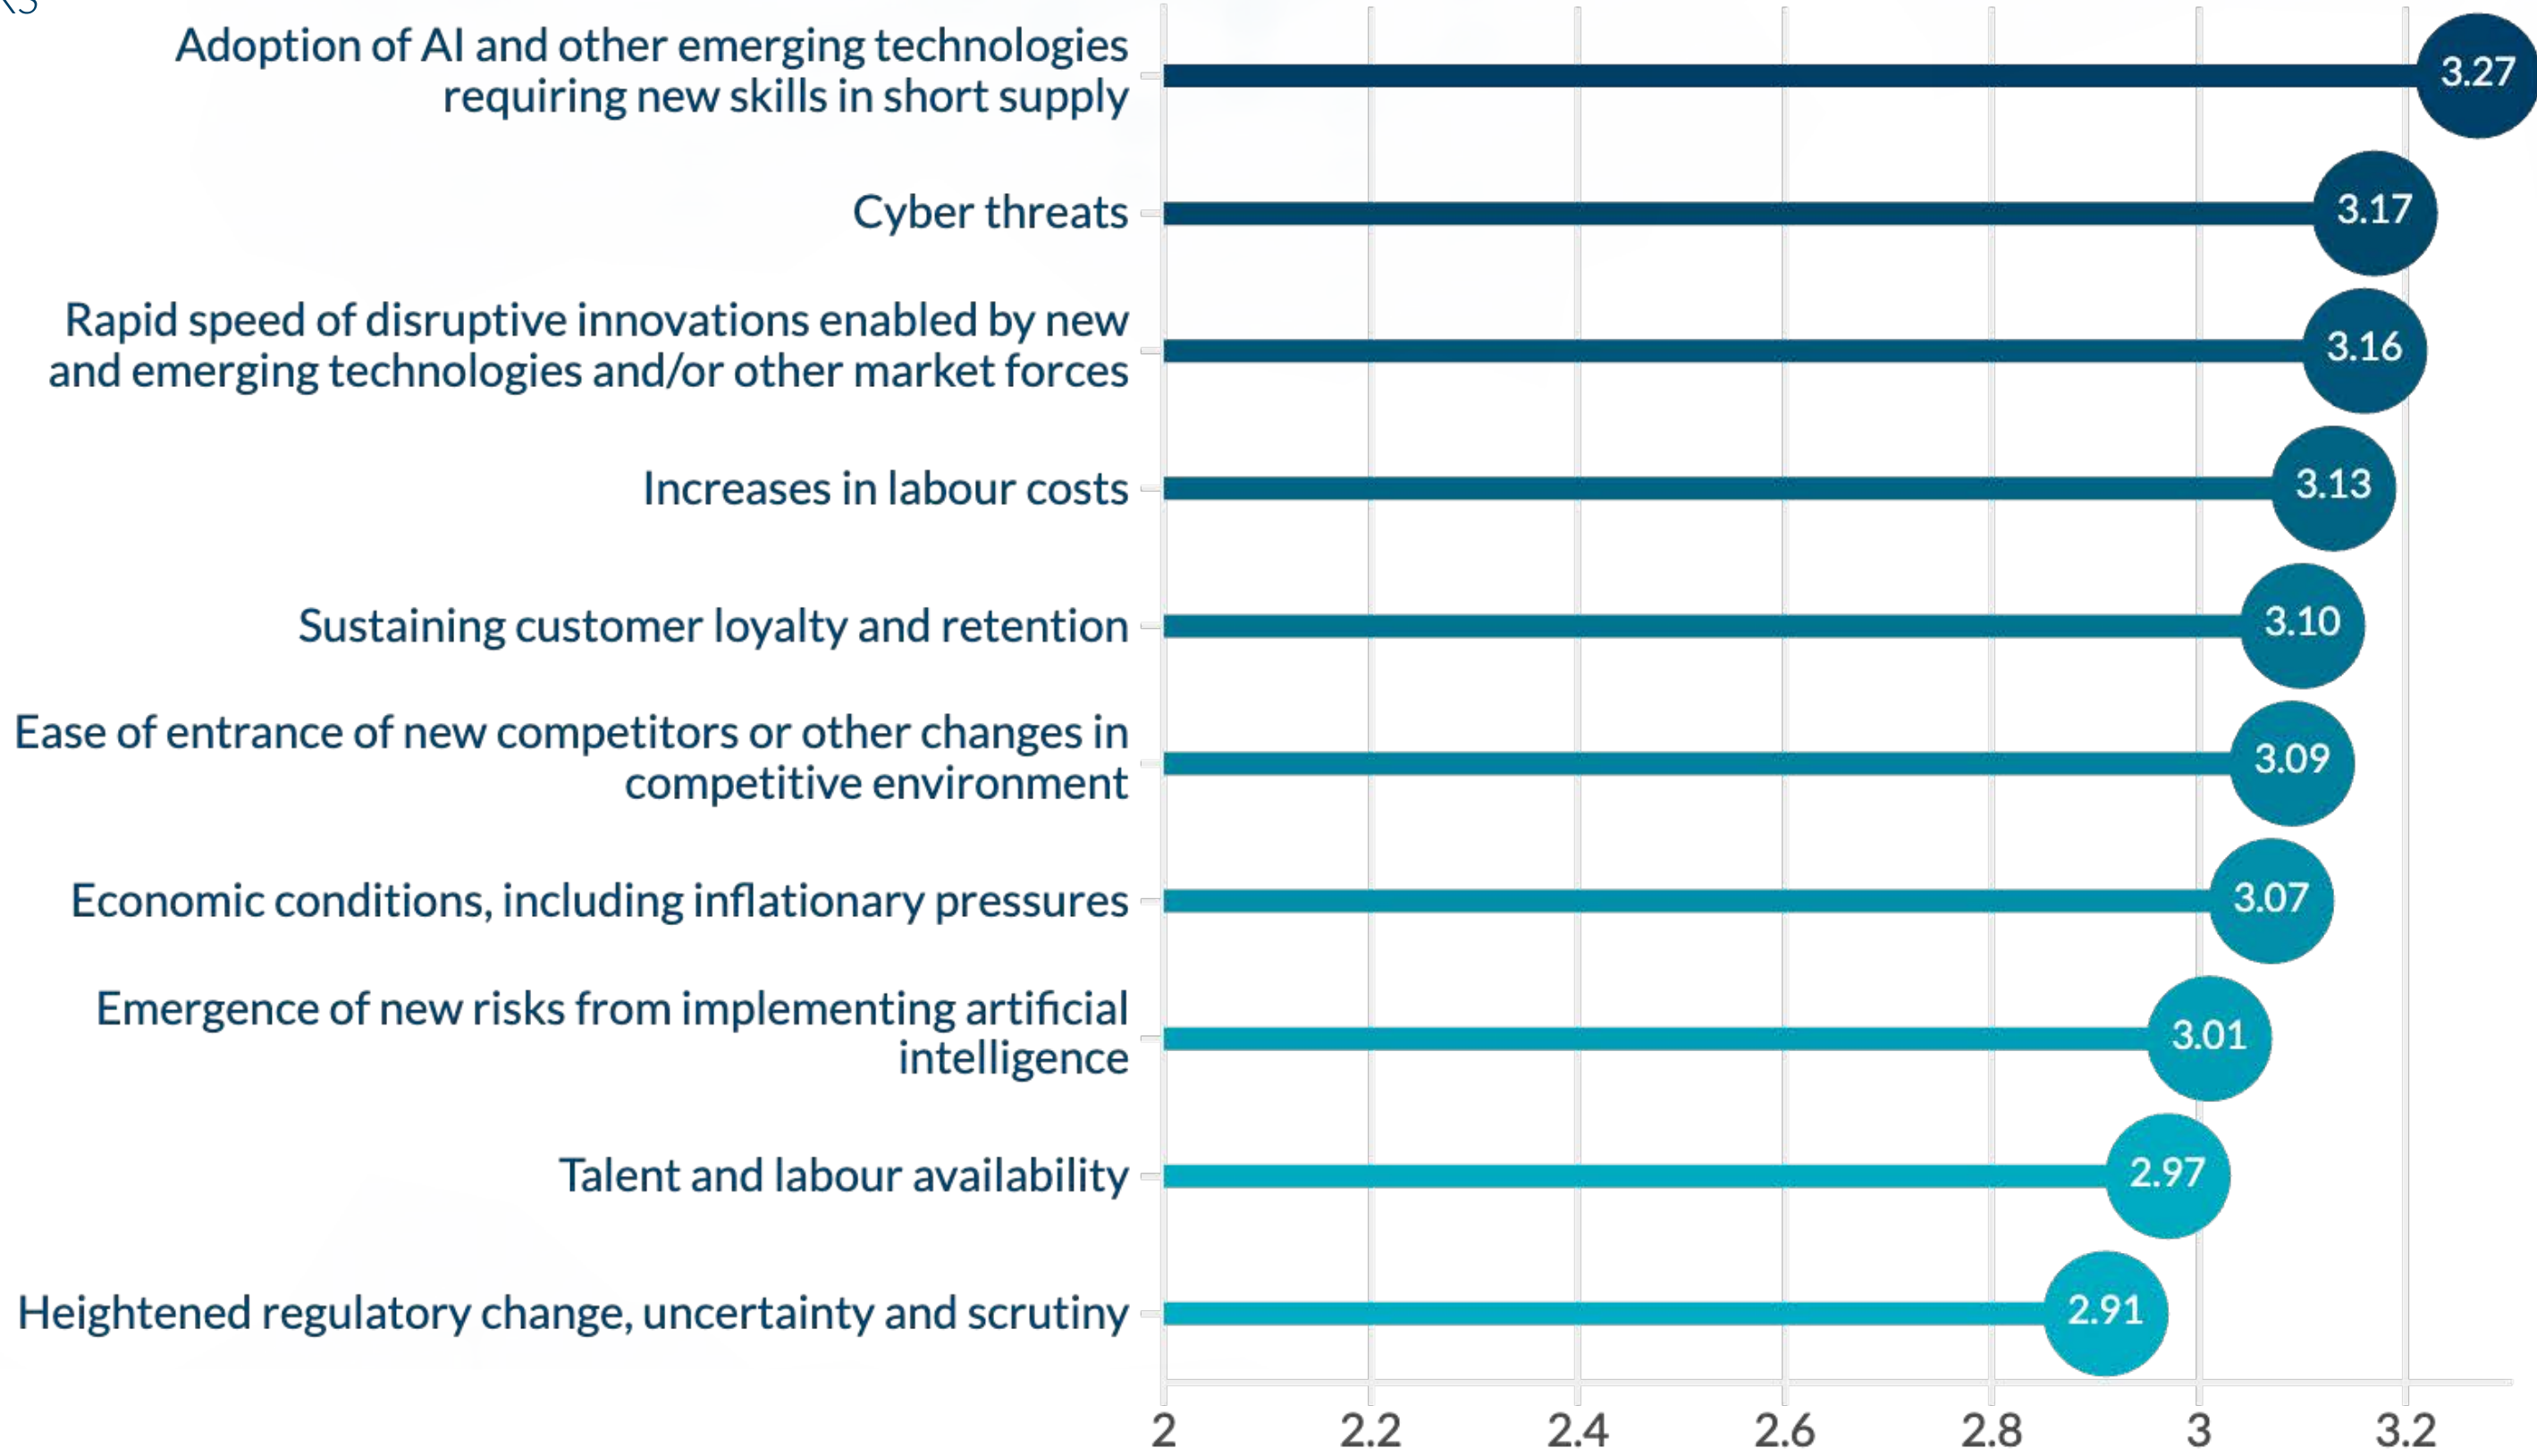 Adoption of AI and other emerging technologies
requiring new skills in short supply
3.27
Cyber threats
3.17
Rapid speed of disruptive innovations enabled by new
and emerging technologies and/or other market forces
3.16
Increases in labour costs
3.13
Sustaining customer loyalty and retention
3.10
Ease of entrance of new competitors or other changes in
competitive environment
3.09
Economic conditions, including inflationary pressures
3.07
Emergence of new risks from implementing artificial
intelligence
3.01
Talent and labour availability
2.97
Heightened regulatory change, uncertainty and scrutiny
2.91
2 2.2 2.4 2.6 2.8 3 3.2